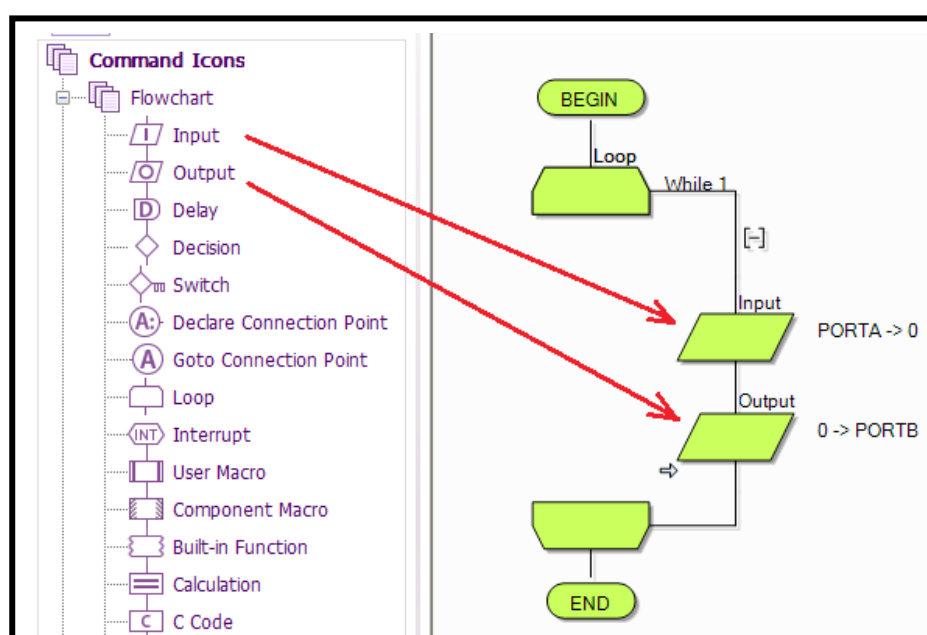 Command Icons
Flowchart
I Input
O Output
D Delay
Decision
Switch
A: Declare Connection Point
A Goto Connection Point
Loop
INT Interrupt
User Macro
Component Macro
Built-in Function
Calculation
C C Code
BEGIN
Loop
While 1
[-]
Input
PORTA -> 0
Output
0 -> PORTB
END